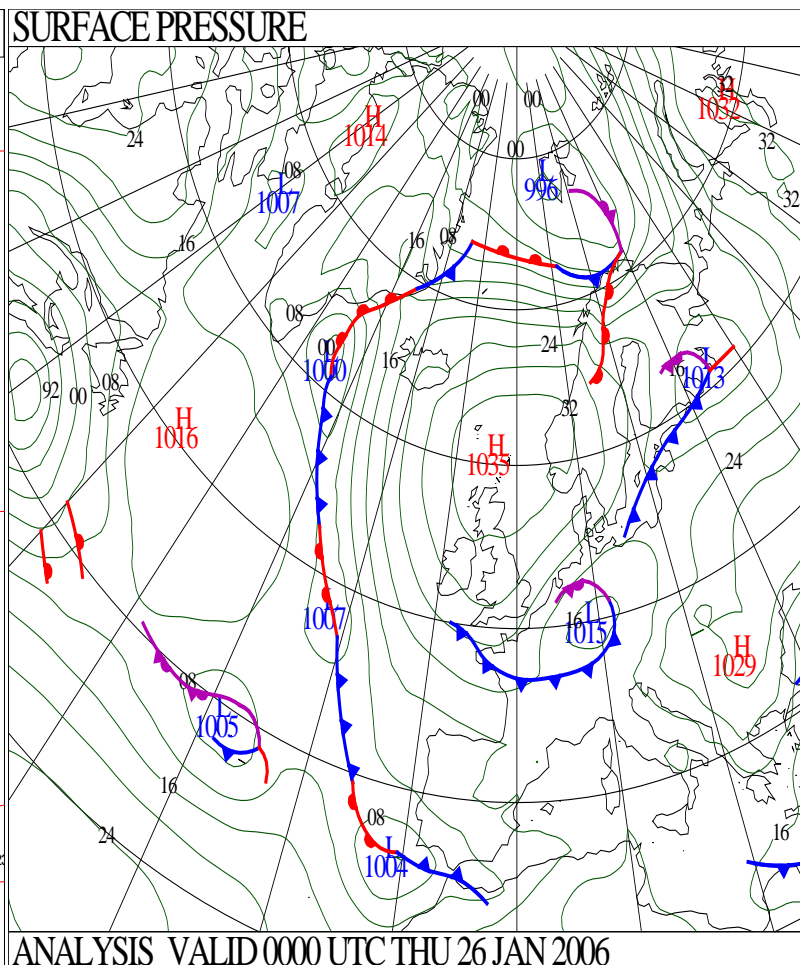 SURFACE PRESSURE
H
1032
00 00
H
1014
24
32
00
L
996
08
L
1007
32
16
16 08
08
24
00
L
1000
16
L
16
1013
92 00 08
32
H
1016
H
1035
24
L
1007
16
L
1015
H
1029
08
L
1005
16
08
24
16
L
1004
ANALYSIS VALID 0000 UTC THU 26 JAN 2006